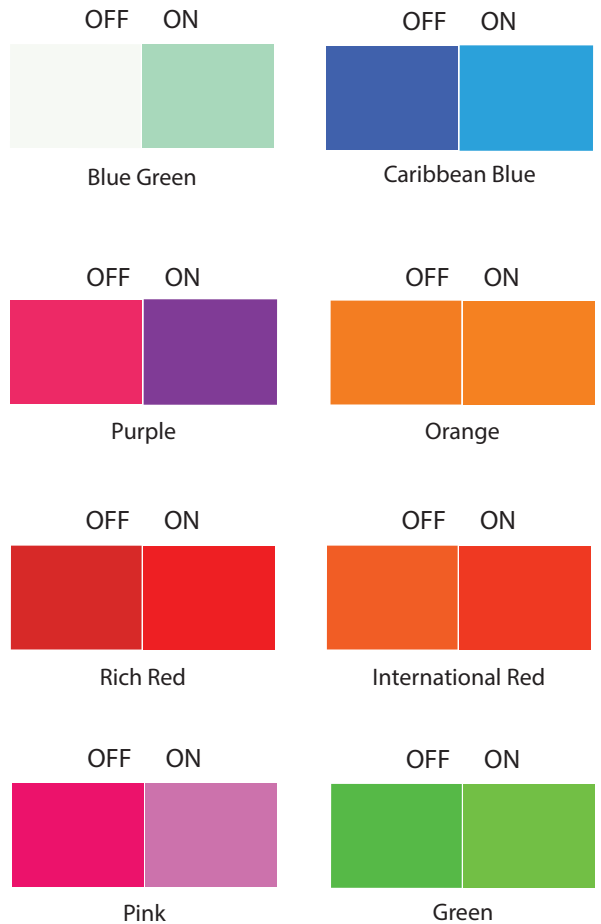 OFF ON
OFF ON
Blue Green
Caribbean Blue
OFF ON
OFF ON
Purple
Orange
OFF ON
OFF ON
Rich Red
International Red
OFF ON
OFF ON
Pink
Green